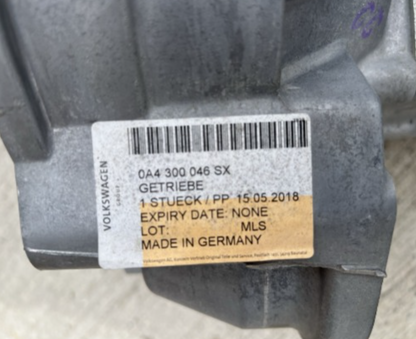 VOLKSWAGEN
0A4 300 046 SX
GETRIEBE
1 STUECK / PP 15.05.2018
EXPIRY DATE: NONE
LOT: MLS
MADE IN GERMANY